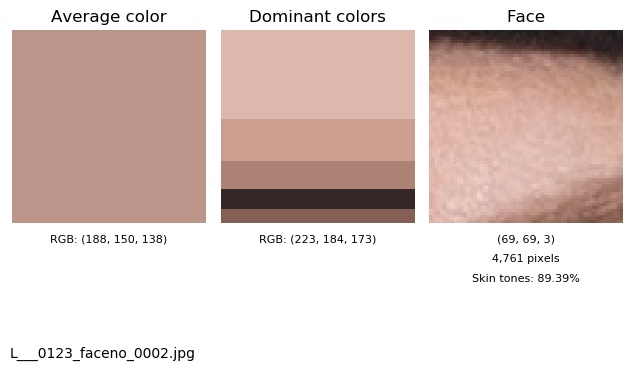 Average color
Dominant colors
Face
RGB: (188, 150, 138)
RGB: (223, 184, 173)
(69, 69, 3)
4,761 pixels
Skin tones: 89.39%
L___0123_faceno_0002.jpg